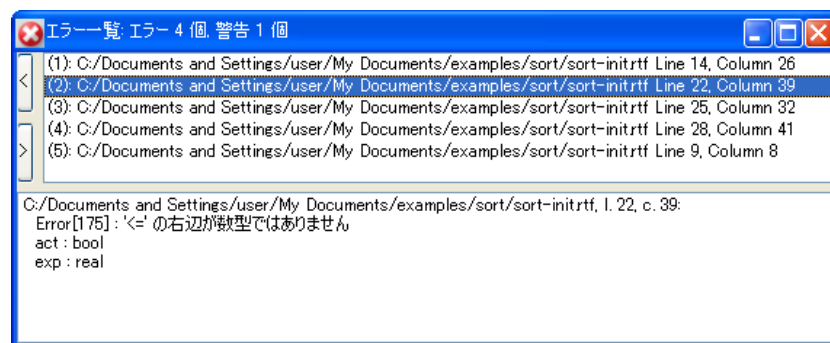 エラー一覧: エラー 4 個, 警告 1 個
(1): C:/Documents and Settings/user/My Documents/examples/sort/sort-init.rtf Line 14, Column 26
(2): C:/Documents and Settings/user/My Documents/examples/sort/sort-init.rtf Line 22, Column 39
(3): C:/Documents and Settings/user/My Documents/examples/sort/sort-init.rtf Line 25, Column 32
(4): C:/Documents and Settings/user/My Documents/examples/sort/sort-init.rtf Line 28, Column 41
(5): C:/Documents and Settings/user/My Documents/examples/sort/sort-init.rtf Line 9, Column 8
<
>
C:/Documents and Settings/user/My Documents/examples/sort/sort-init.rtf, l. 22, c. 39:
Error[175] : '<=' の右辺が数型ではありません
act : bool
exp : real